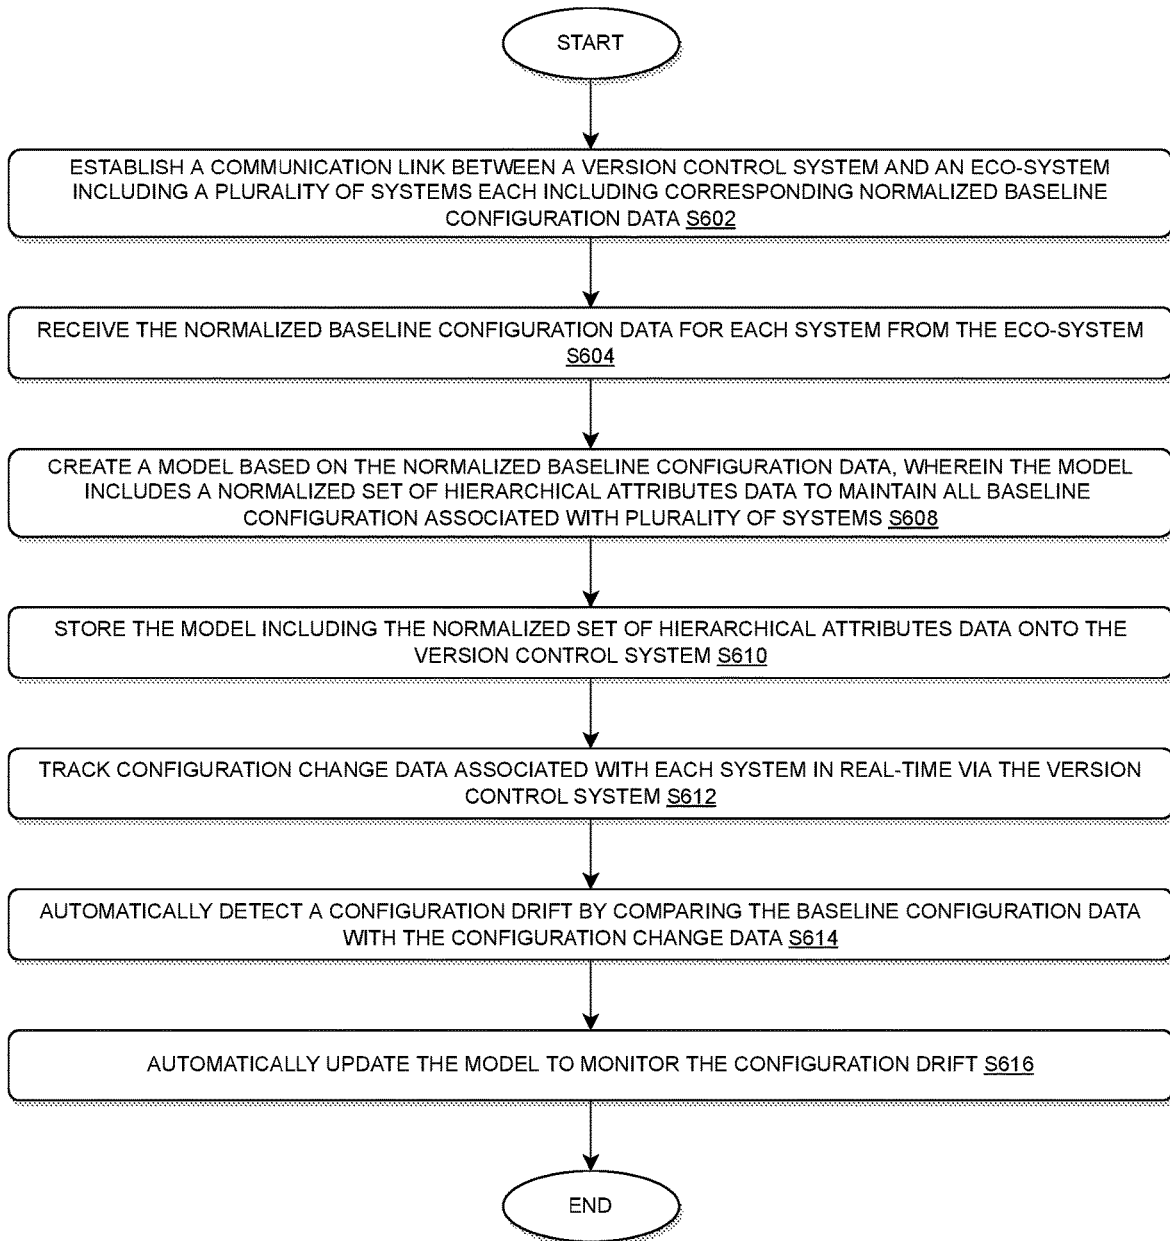 START
ESTABLISH A COMMUNICATION LINK BETWEEN A VERSION CONTROL SYSTEM AND AN ECO-SYSTEM
INCLUDING A PLURALITY OF SYSTEMS EACH INCLUDING CORRESPONDING NORMALIZED BASELINE
CONFIGURATION DATA S602
RECEIVE THE NORMALIZED BASELINE CONFIGURATION DATA FOR EACH SYSTEM FROM THE ECO-SYSTEM
S604
CREATE A MODEL BASED ON THE NORMALIZED BASELINE CONFIGURATION DATA, WHEREIN THE MODEL
INCLUDES A NORMALIZED SET OF HIERARCHICAL ATTRIBUTES DATA TO MAINTAIN ALL BASELINE
CONFIGURATION ASSOCIATED WITH PLURALITY OF SYSTEMS S608
STORE THE MODEL INCLUDING THE NORMALIZED SET OF HIERARCHICAL ATTRIBUTES DATA ONTO THE
VERSION CONTROL SYSTEM S610
TRACK CONFIGURATION CHANGE DATA ASSOCIATED WITH EACH SYSTEM IN REAL-TIME VIA THE VERSION
CONTROL SYSTEM S612
AUTOMATICALLY DETECT A CONFIGURATION DRIFT BY COMPARING THE BASELINE CONFIGURATION DATA
WITH THE CONFIGURATION CHANGE DATA S614
AUTOMATICALLY UPDATE THE MODEL TO MONITOR THE CONFIGURATION DRIFT S616
END